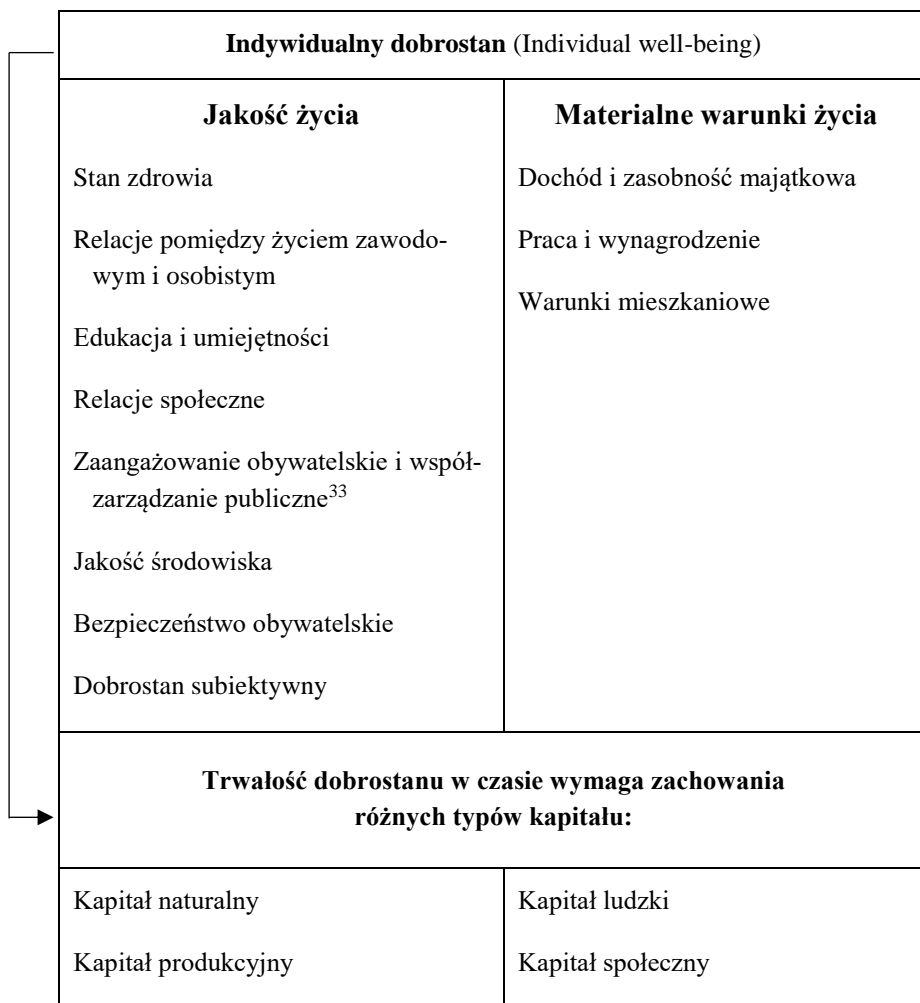 Indywidualny dobrostan (Individual well-being)
Jakość życia
Stan zdrowia
Relacje pomiędzy życiem zawodo-
wym i osobistym
Edukacja i umiejętności
Relacje społeczne
Zaangażowanie obywatelskie i współ-
zarządzanie publiczne33
Jakość środowiska
Bezpieczeństwo obywatelskie
Dobrostan subiektywny
Materialne warunki życia
Dochód i zasobność majątkowa
Praca i wynagrodzenie
Warunki mieszkaniowe
Trwałość dobrostanu w czasie wymaga zachowania
różnych typów kapitału:
Kapitał naturalny
Kapitał produkcyjny
Kapitał ludzki
Kapitał społeczny